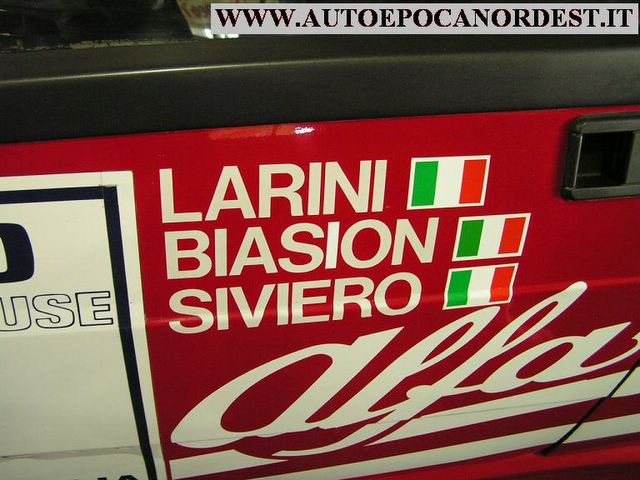 WWW.AUTOEPOCANORDEST.IT
LARINI
BIASION
SIVIERO
USE
Alfa